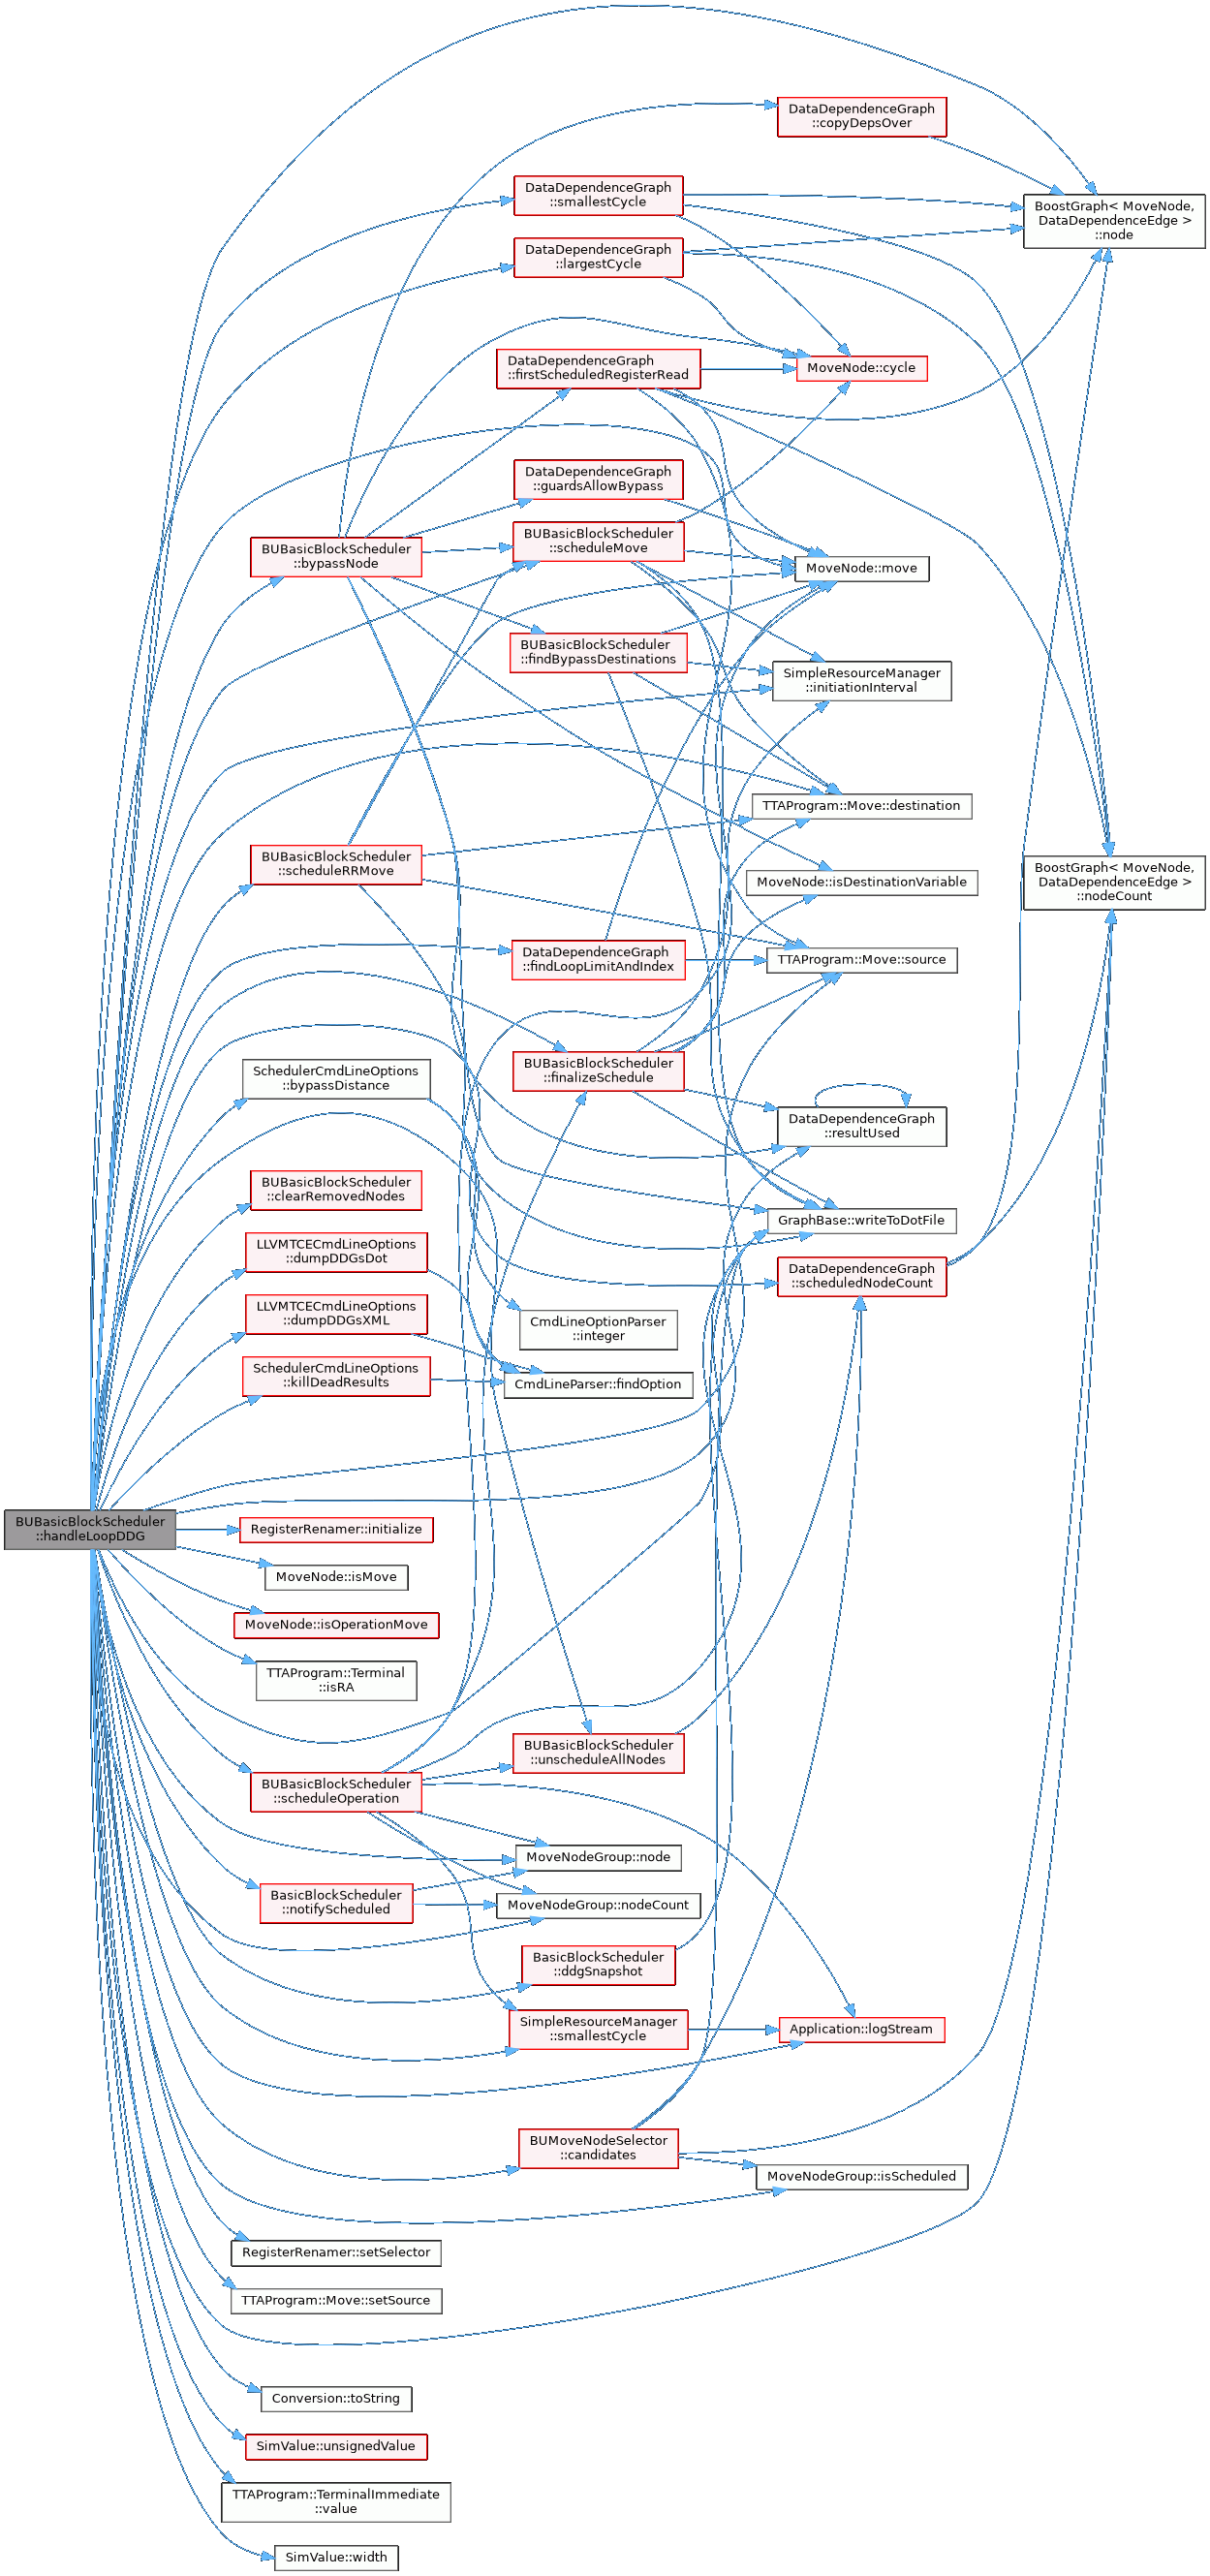 DataDependenceGraph
::copyDepsOver
DataDependenceGraph
::smallestCycle
BoostGraph< MoveNode,
DataDependenceEdge >
::node
DataDependenceGraph
::largestCycle
DataDependenceGraph
::firstScheduledRegisterRead
MoveNode::cycle
DataDependenceGraph
::guardsAllowBypass
BUBasicBlockScheduler
::scheduleMove
BUBasicBlockScheduler
::bypassNode
MoveNode::move
BUBasicBlockScheduler
::findBypassDestinations
SimpleResourceManager
::initiationInterval
TTAProgram::Move::destination
BUBasicBlockScheduler
::scheduleRRMove
MoveNode::isDestinationVariable
BoostGraph< MoveNode,
DataDependenceEdge >
::nodeCount
DataDependenceGraph
::findLoopLimitAndIndex
TTAProgram::Move::source
BUBasicBlockScheduler
::finalizeSchedule
SchedulerCmdLineOptions
::bypassDistance
DataDependenceGraph
::resultUsed
BUBasicBlockScheduler
::clearRemovedNodes
GraphBase::writeToDotFile
LLVMTCECmdLineOptions
::dumpDDGsDot
DataDependenceGraph
::scheduledNodeCount
LLVMTCECmdLineOptions
::dumpDDGsXML
CmdLineOptionParser
::integer
SchedulerCmdLineOptions
::killDeadResults
CmdLineParser::findOption
BUBasicBlockScheduler
::handleLoopDDG
RegisterRenamer::initialize
MoveNode::isMove
MoveNode::isOperationMove
TTAProgram::Terminal
::isRA
BUBasicBlockScheduler
::unscheduleAllNodes
BUBasicBlockScheduler
::scheduleOperation
MoveNodeGroup::node
BasicBlockScheduler
::notifyScheduled
MoveNodeGroup::nodeCount
BasicBlockScheduler
::ddgSnapshot
SimpleResourceManager
::smallestCycle
Application::logStream
BUMoveNodeSelector
::candidates
MoveNodeGroup::isScheduled
RegisterRenamer::setSelector
TTAProgram::Move::setSource
Conversion::toString
SimValue::unsignedValue
TTAProgram::TerminalImmediate
::value
SimValue::width